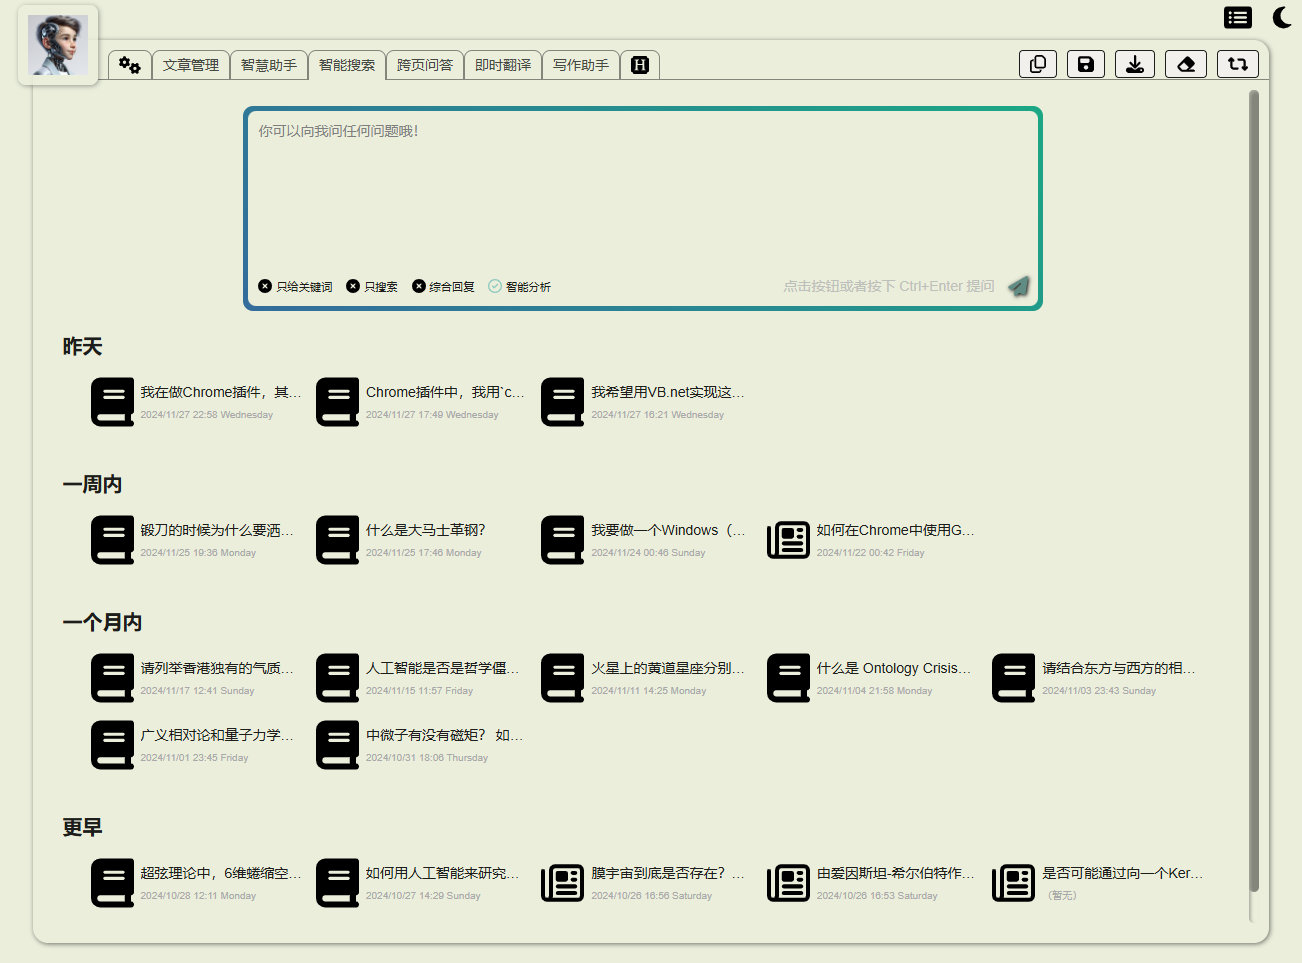 文章管理 智慧助手 智能搜索 跨页问答 即时翻译 写作助手 H
你可以向我问任何问题哦!
只给关键词 只搜索 综合回复 智能分析 点击按钮或者按下 Ctrl+Enter 提问
昨天
我在做Chrome插件，其... Chrome插件中，我用`c... 我希望用VB.net实现这...
2024/11/27 22:58 Wednesday 2024/11/27 17:49 Wednesday 2024/11/27 16:21 Wednesday
一周内
锻刀的时候为什么要洒... 什么是大马士革钢? 我要做一个Windows（... 如何在Chrome中使用G...
2024/11/25 19:36 Monday 2024/11/25 17:46 Monday 2024/11/24 00:46 Sunday 2024/11/22 00:42 Friday
一个月内
请列举香港独有的气质... 人工智能是否是哲学僵... 火星上的黄道星座分别... 什么是 Ontology Crisis... 请结合东方与西方的相...
2024/11/17 12:41 Sunday 2024/11/15 11:57 Friday 2024/11/11 14:25 Monday 2024/11/04 21:58 Monday 2024/11/03 23:43 Sunday
广义相对论和量子力学... 中微子有没有磁矩？ 如...
2024/11/01 23:45 Friday 2024/10/31 18:06 Thursday
更早
超弦理论中，6维蜷缩空... 如何用人工智能来研究... 膜宇宙到底是否存在？... 由爱因斯坦-希尔伯特作... 是否可能通过向一个Ker...
2024/10/28 12:11 Monday 2024/10/27 14:29 Sunday 2024/10/26 16:56 Saturday 2024/10/26 16:53 Saturday （暂无）